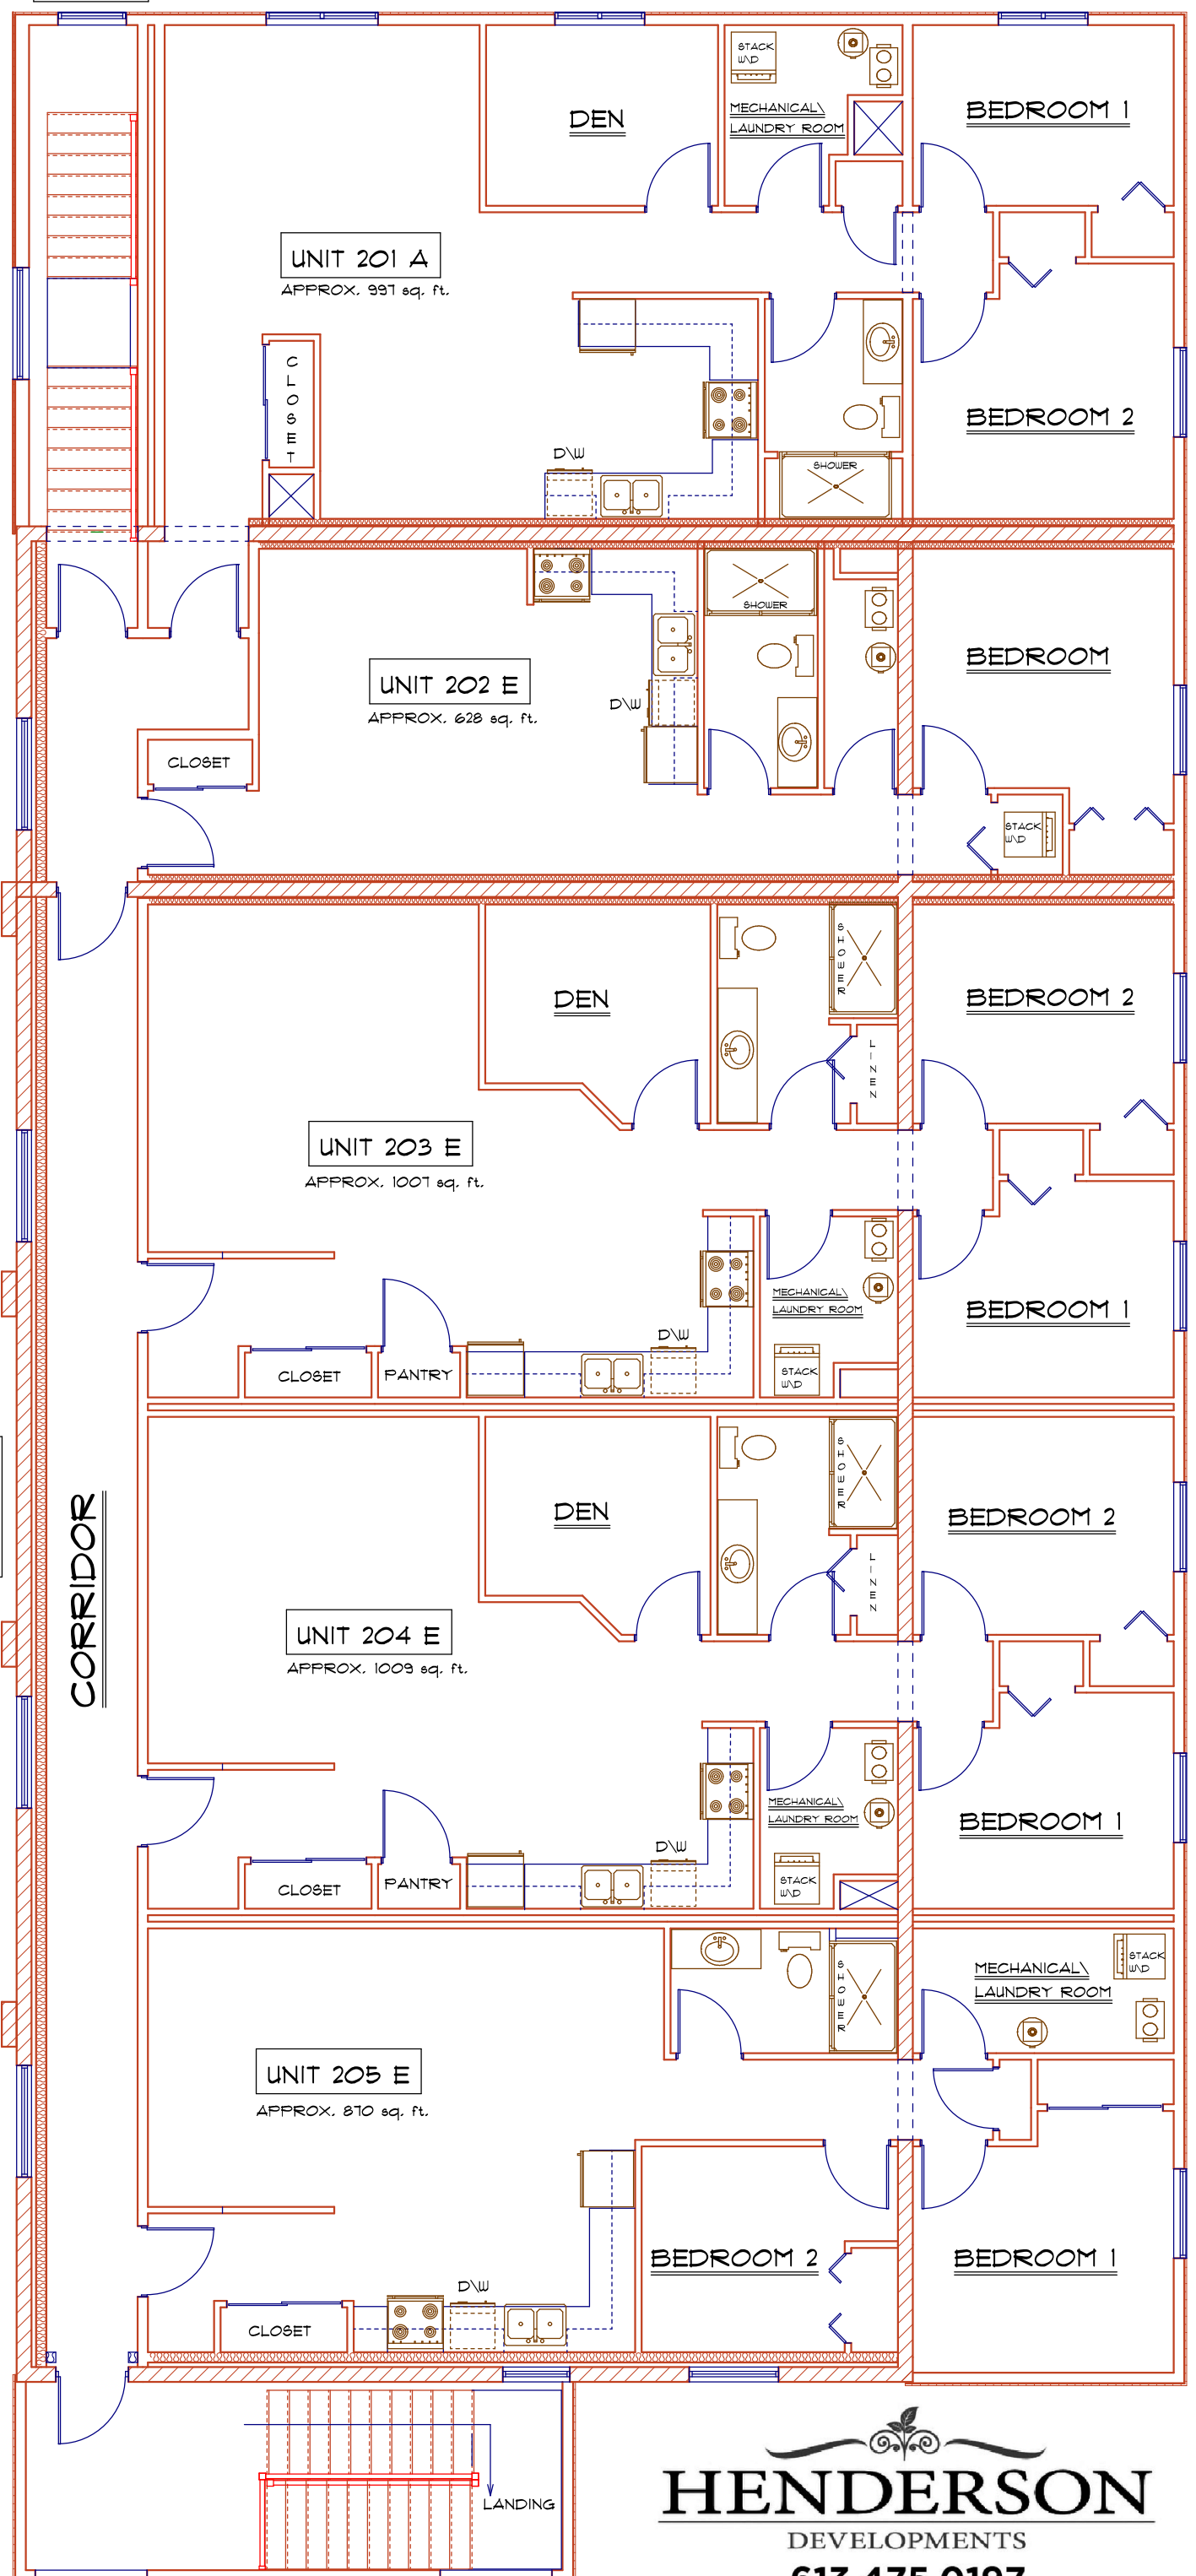 STACK
W\D
MECHANICAL\
LAUNDRY ROOM
DEN
BEDROOM 1
UNIT 201 A
APPROX. 997 sq. ft.
CLOSET
D\W
SHOWER
BEDROOM 2
SHOWER
UNIT 202 E
APPROX. 628 sq. ft.
D\W
BEDROOM
CLOSET
STACK
W\D
DEN
SHOWER
LINEN
BEDROOM 2
UNIT 203 E
APPROX. 1007 sq. ft.
MECHANICAL\
LAUNDRY ROOM
BEDROOM 1
D\W
CLOSET
PANTRY
STACK
W\D
CORRIDOR
DEN
SHOWER
LINEN
BEDROOM 2
UNIT 204 E
APPROX. 1009 sq. ft.
MECHANICAL\
LAUNDRY ROOM
BEDROOM 1
D\W
CLOSET
PANTRY
STACK
W\D
SHOWER
MECHANICAL\
LAUNDRY ROOM
STACK
W\D
UNIT 205 E
APPROX. 870 sq. ft.
BEDROOM 2
BEDROOM 1
D\W
CLOSET
LANDING
HENDERSON
DEVELOPMENTS